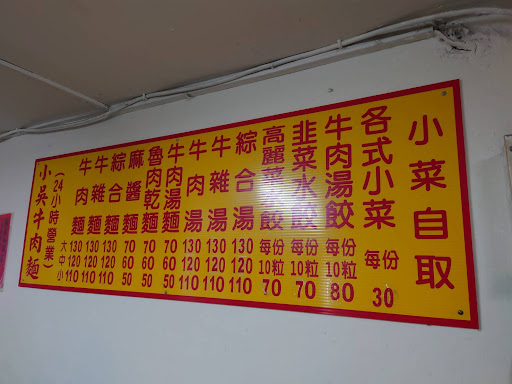 小吳牛肉麵
(24小時營業)
大 中 小
牛肉麵 130 120 110
牛雜麵 130 120 110
綜合麵 130 120 110
麻醬麵 70 60 50
魯肉乾麵 70 60 50
牛肉湯麵 70 60 50
牛肉湯 130 120 110
牛雜湯 130 120 110
綜合湯 130 120 110
高麗菜水餃 每份10粒 70
韭菜水餃 每份10粒 70
牛肉湯餃 每份10粒 80
各式小菜 每份 30
小菜自取